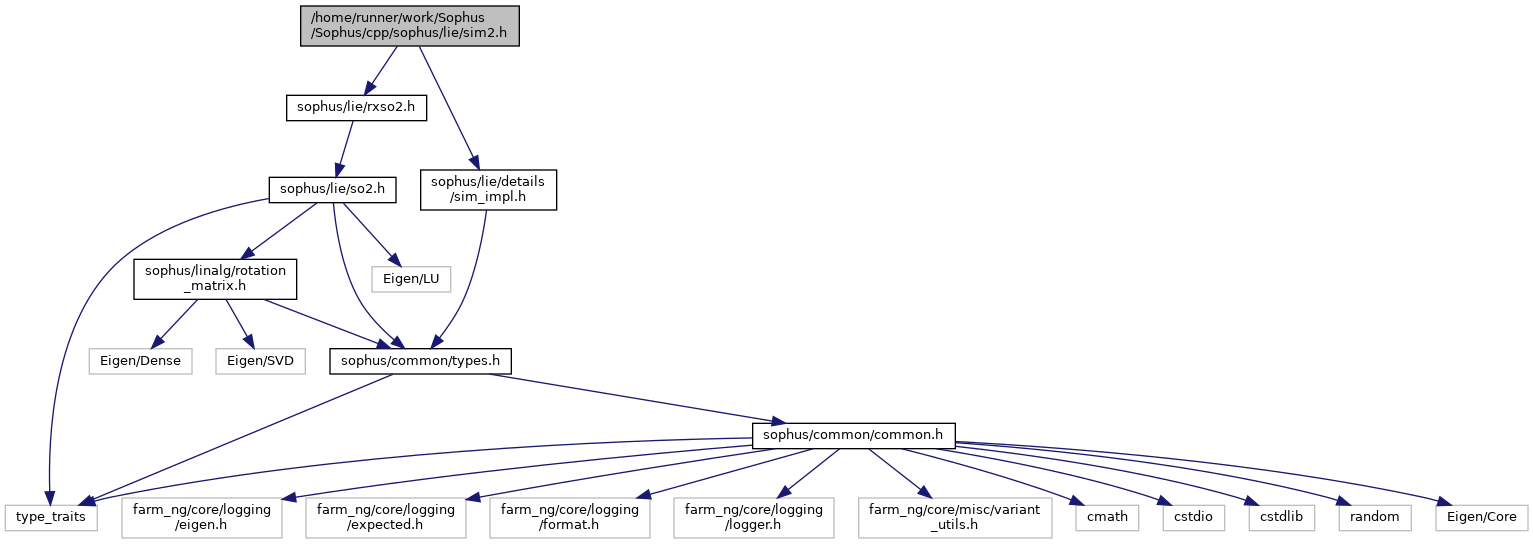 /home/runner/work/Sophus
/Sophus/cpp/sophus/lie/sim2.h
sophus/lie/rxso2.h
sophus/lie/so2.h
sophus/lie/details
/sim_impl.h
sophus/linalg/rotation
_matrix.h
Eigen/LU
Eigen/Dense
Eigen/SVD
sophus/common/types.h
sophus/common/common.h
type_traits
farm_ng/core/logging
/eigen.h
farm_ng/core/logging
/expected.h
farm_ng/core/logging
/format.h
farm_ng/core/logging
/logger.h
farm_ng/core/misc/variant
_utils.h
cmath
cstdio
cstdlib
random
Eigen/Core